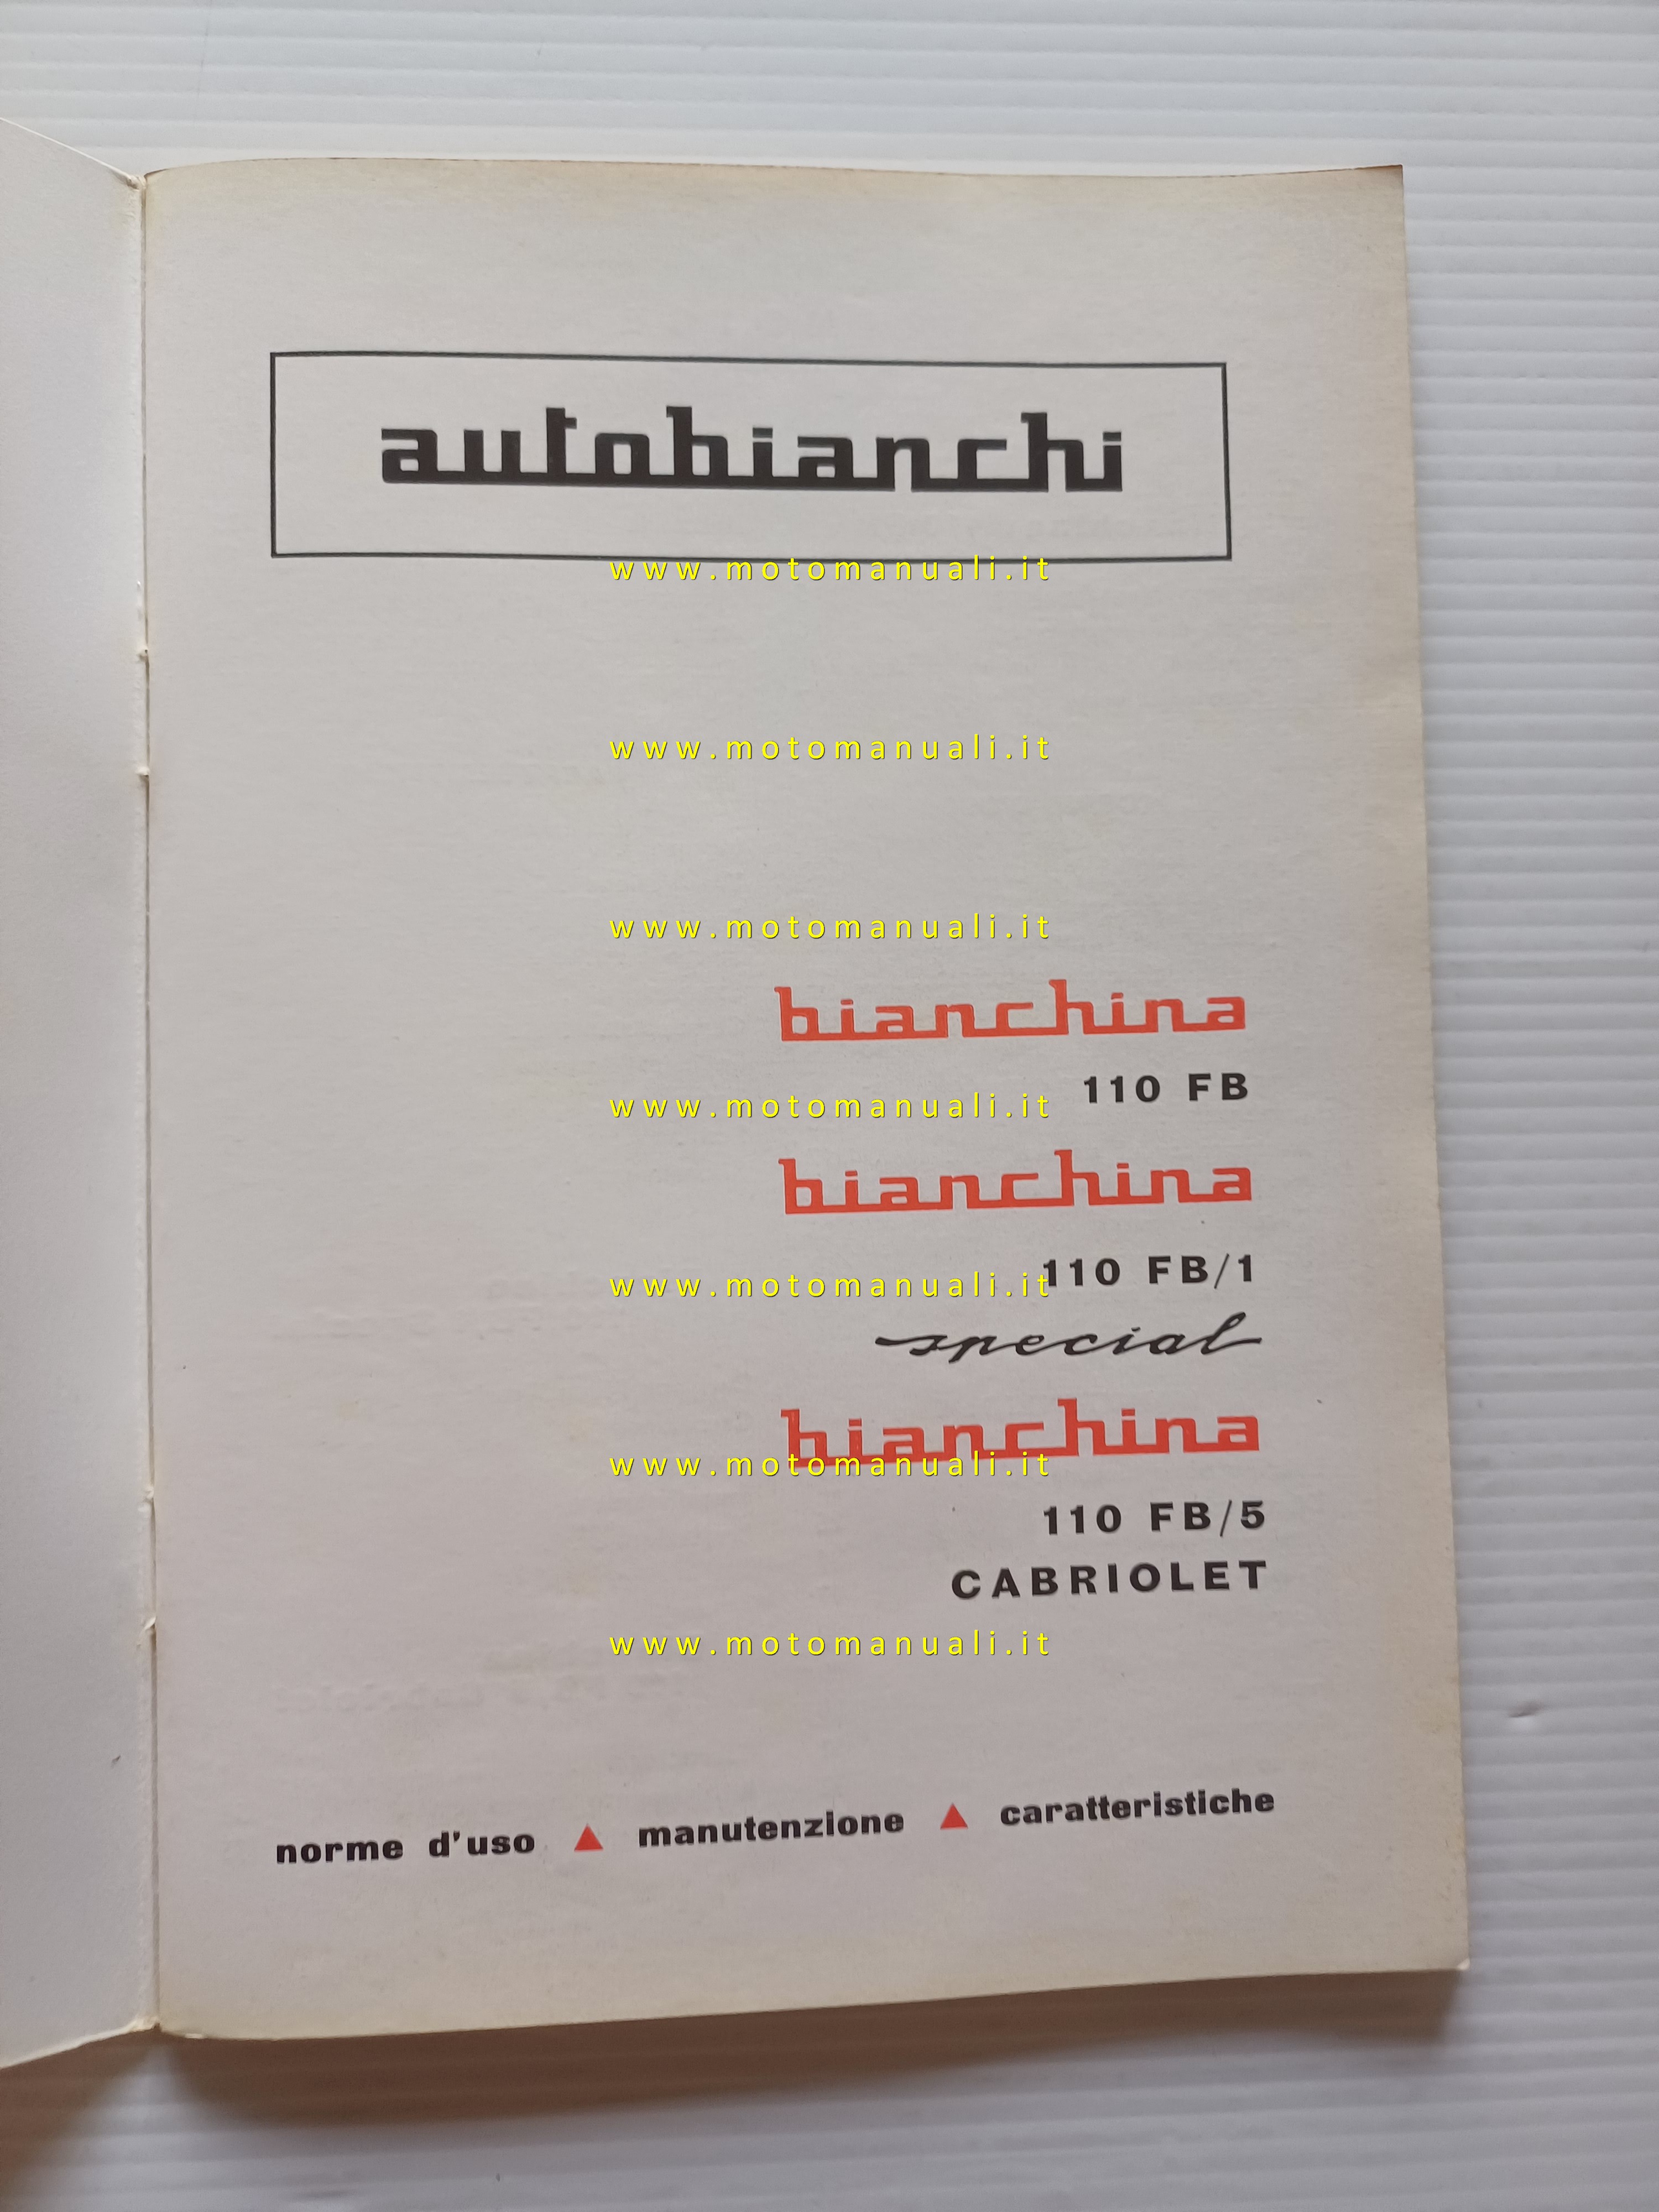 autobianchi
www.motomanuali.it
www.motomanuali.it
www.motomanuali.it
bianchina
110 FB
www.motomanuali.it
bianchina
110 FB/1
www.motomanuali.it
special
bianchina
www.motomanuali.it
110 FB/5
CABRIOLET
www.motomanuali.it
norme d'uso ▲ manutenzione ▲ caratteristiche